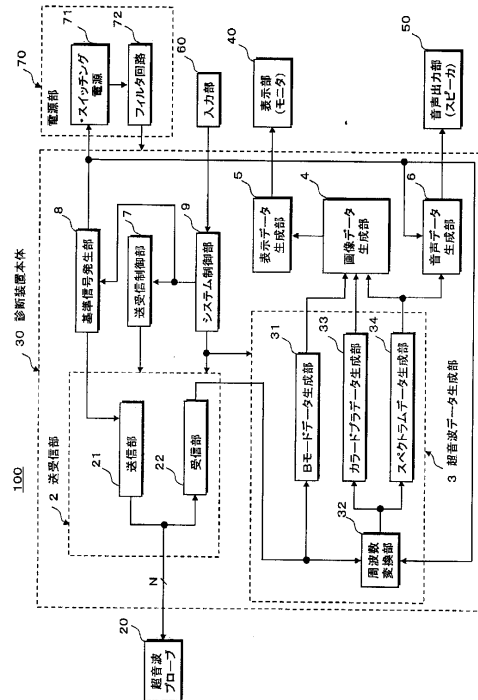 100
30 診断装置本体
70
電源部
71
・スイッチング
電源
72
フィルタ回路
60
入力部
40
表示部
(モニタ)
50
音声出力部
(スピーカ)
8
基準信号発生部
7
送受信制御部
9
システム制御部
5
表示データ
生成部
4
画像データ
生成部
6
音声データ
生成部
2 送受信部
21
送信部
22
受信部
31
Bモードデータ生成部
33
カラードプラデータ生成部
34
スペクトラムデータ生成部
32
周波数
変換部
3 超音波データ生成部
N
20
超音波
プローブ